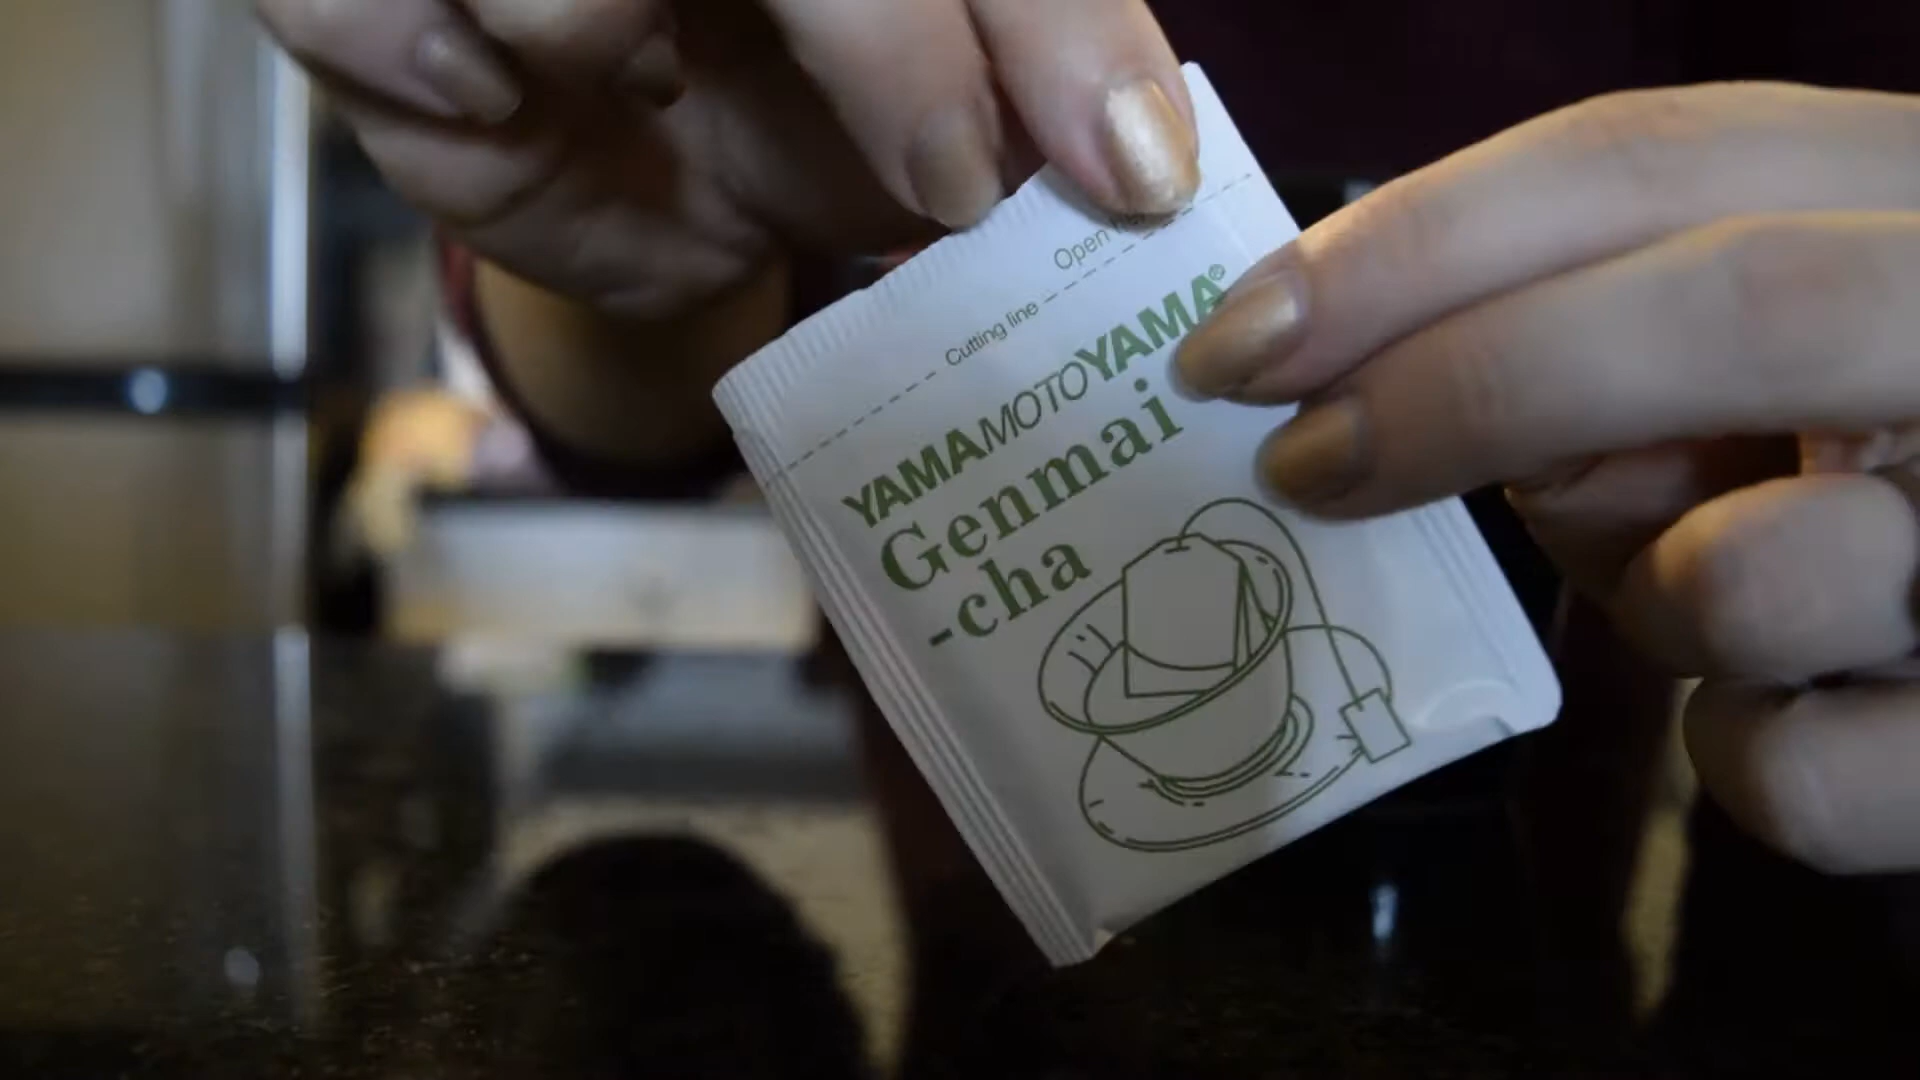 Open
Cutting line
YAMAMOTOYAMA®
Genmai
-cha